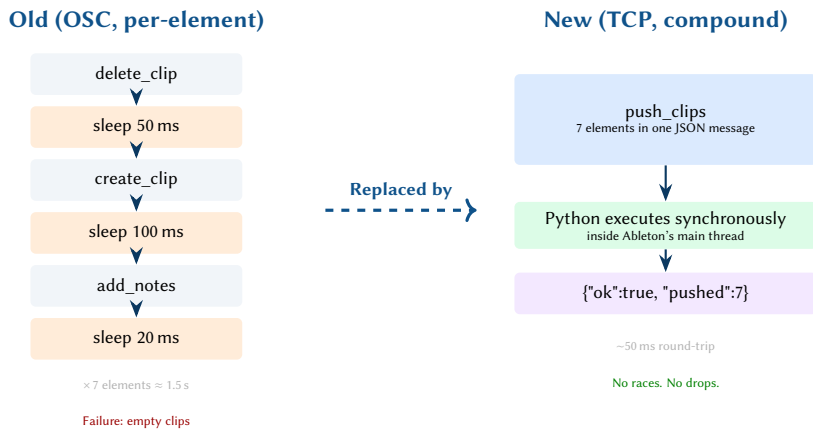 Old (OSC, per-element)
delete_clip
sleep 50 ms
create_clip
sleep 100 ms
add_notes
sleep 20 ms
×7 elements ≈ 1.5 s
Failure: empty clips
Replaced by
New (TCP, compound)
push_clips
7 elements in one JSON message
Python executes synchronously
inside Ableton's main thread
{"ok":true, "pushed":7}
~50 ms round-trip
No races. No drops.